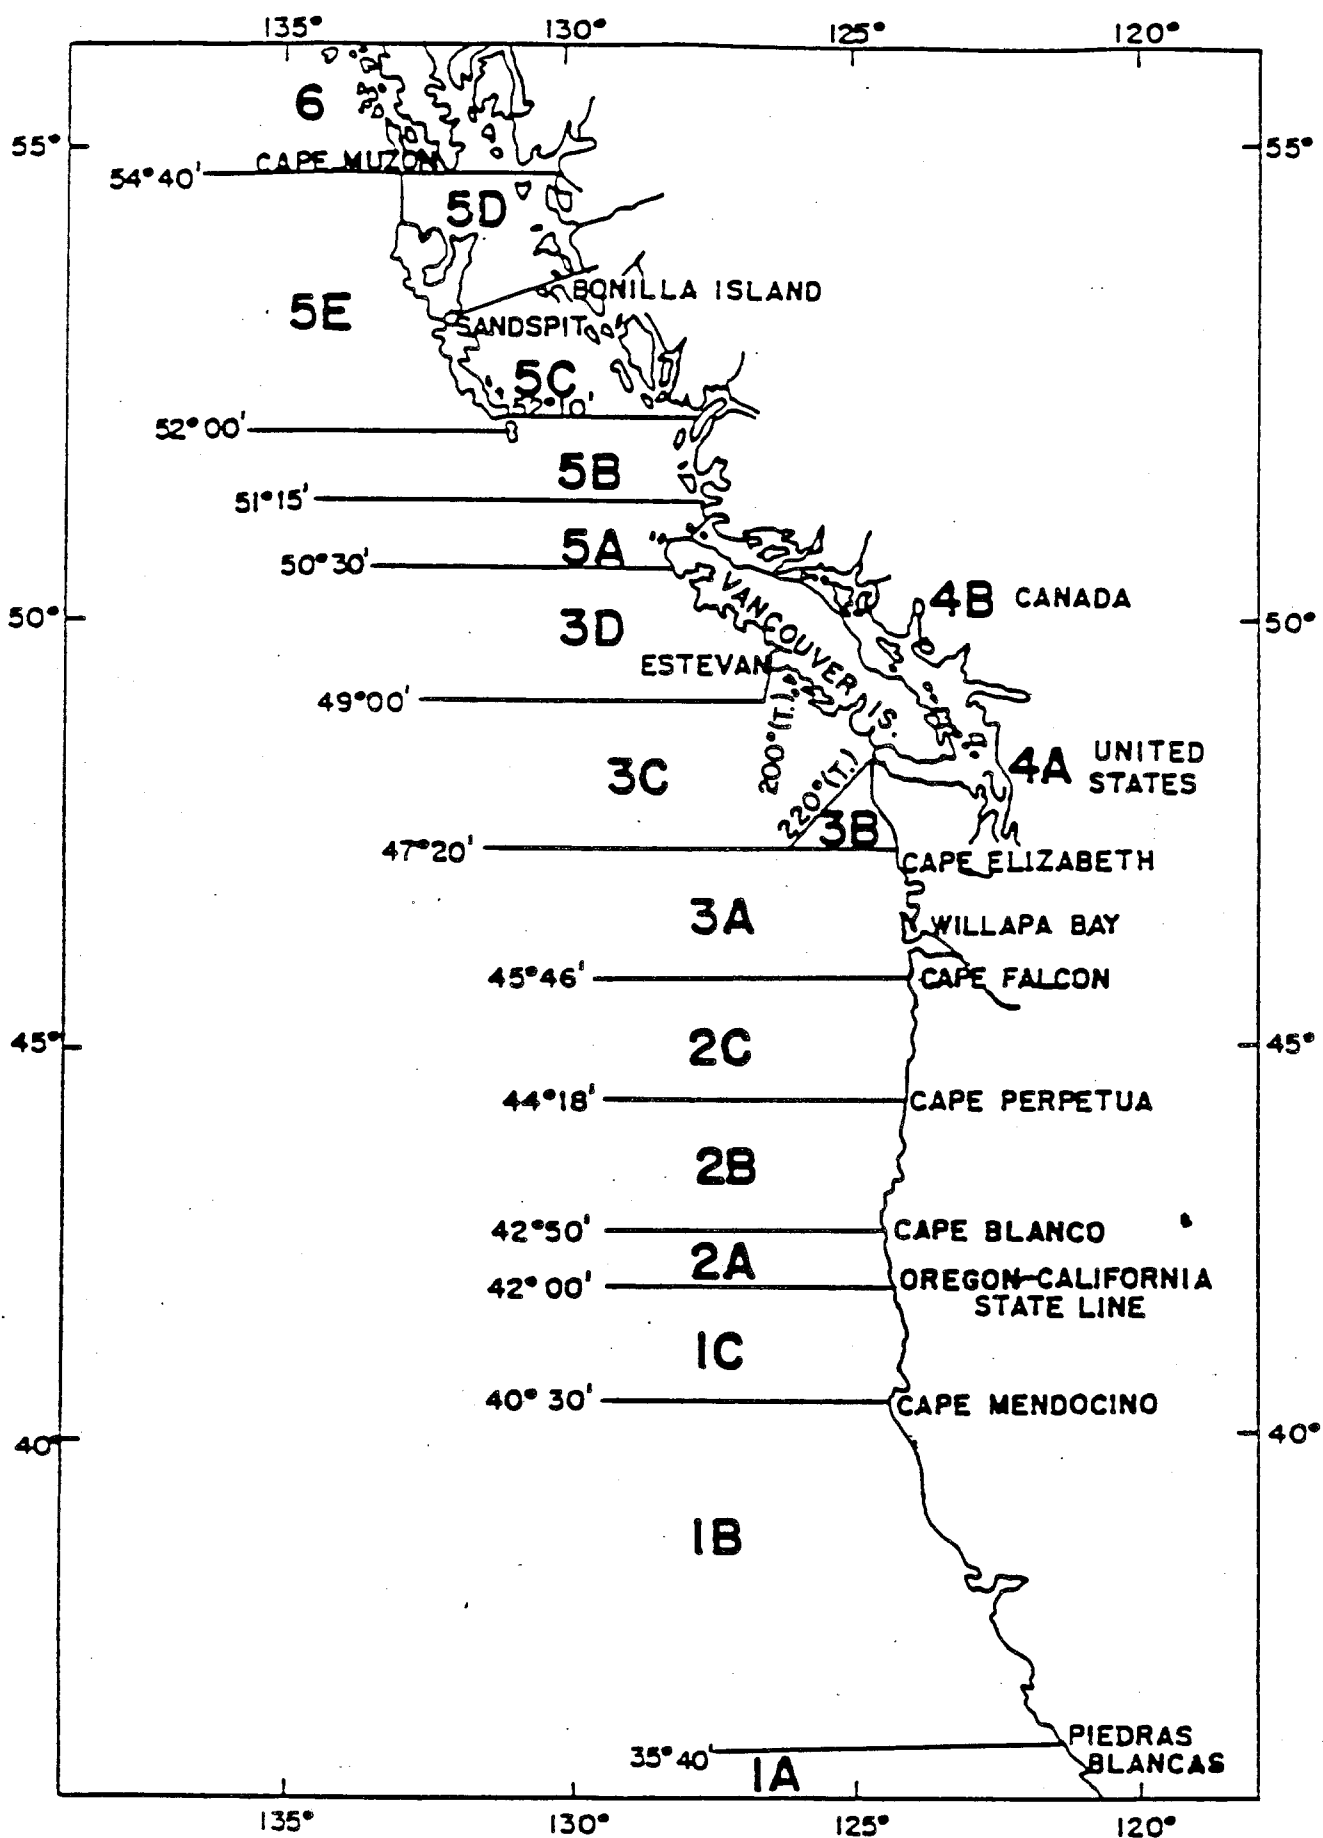 135° 130° 125° 120°
6
55° 55°
CAPE MUZON
54°40'
5D
5E
BONILLA ISLAND
SANDSPIT
5C
52°10'
52°00'
5B
51°15'
5A
50°30'
VANCOUVER IS.
4B CANADA
50° 50°
3D
ESTEVAN
49°00'
200°(T.)
3C
4A UNITED
STATES
220°(T.)
3B
47°20'
CAPE ELIZABETH
3A
WILLAPA BAY
45°46'
CAPE FALCON
45° 45°
2C
44°18'
CAPE PERPETUA
2B
42°50'
CAPE BLANCO
2A
42°00'
OREGON-CALIFORNIA
STATE LINE
1C
40°30'
CAPE MENDOCINO
40° 40°
1B
PIEDRAS
BLANCAS
35°40'
1A
135° 130° 125° 120°